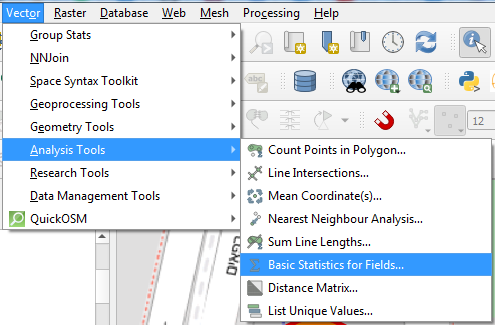 Vector Raster Database Web Mesh Processing Help
Group Stats
NNJoin
Space Syntax Toolkit
Geoprocessing Tools
Geometry Tools
12
Analysis Tools
Count Points in Polygon...
Research Tools
Line Intersections...
Data Management Tools
Mean Coordinate(s)...
QuickOSM
Nearest Neighbour Analysis...
Sum Line Lengths...
Basic Statistics for Fields...
Distance Matrix...
List Unique Values...